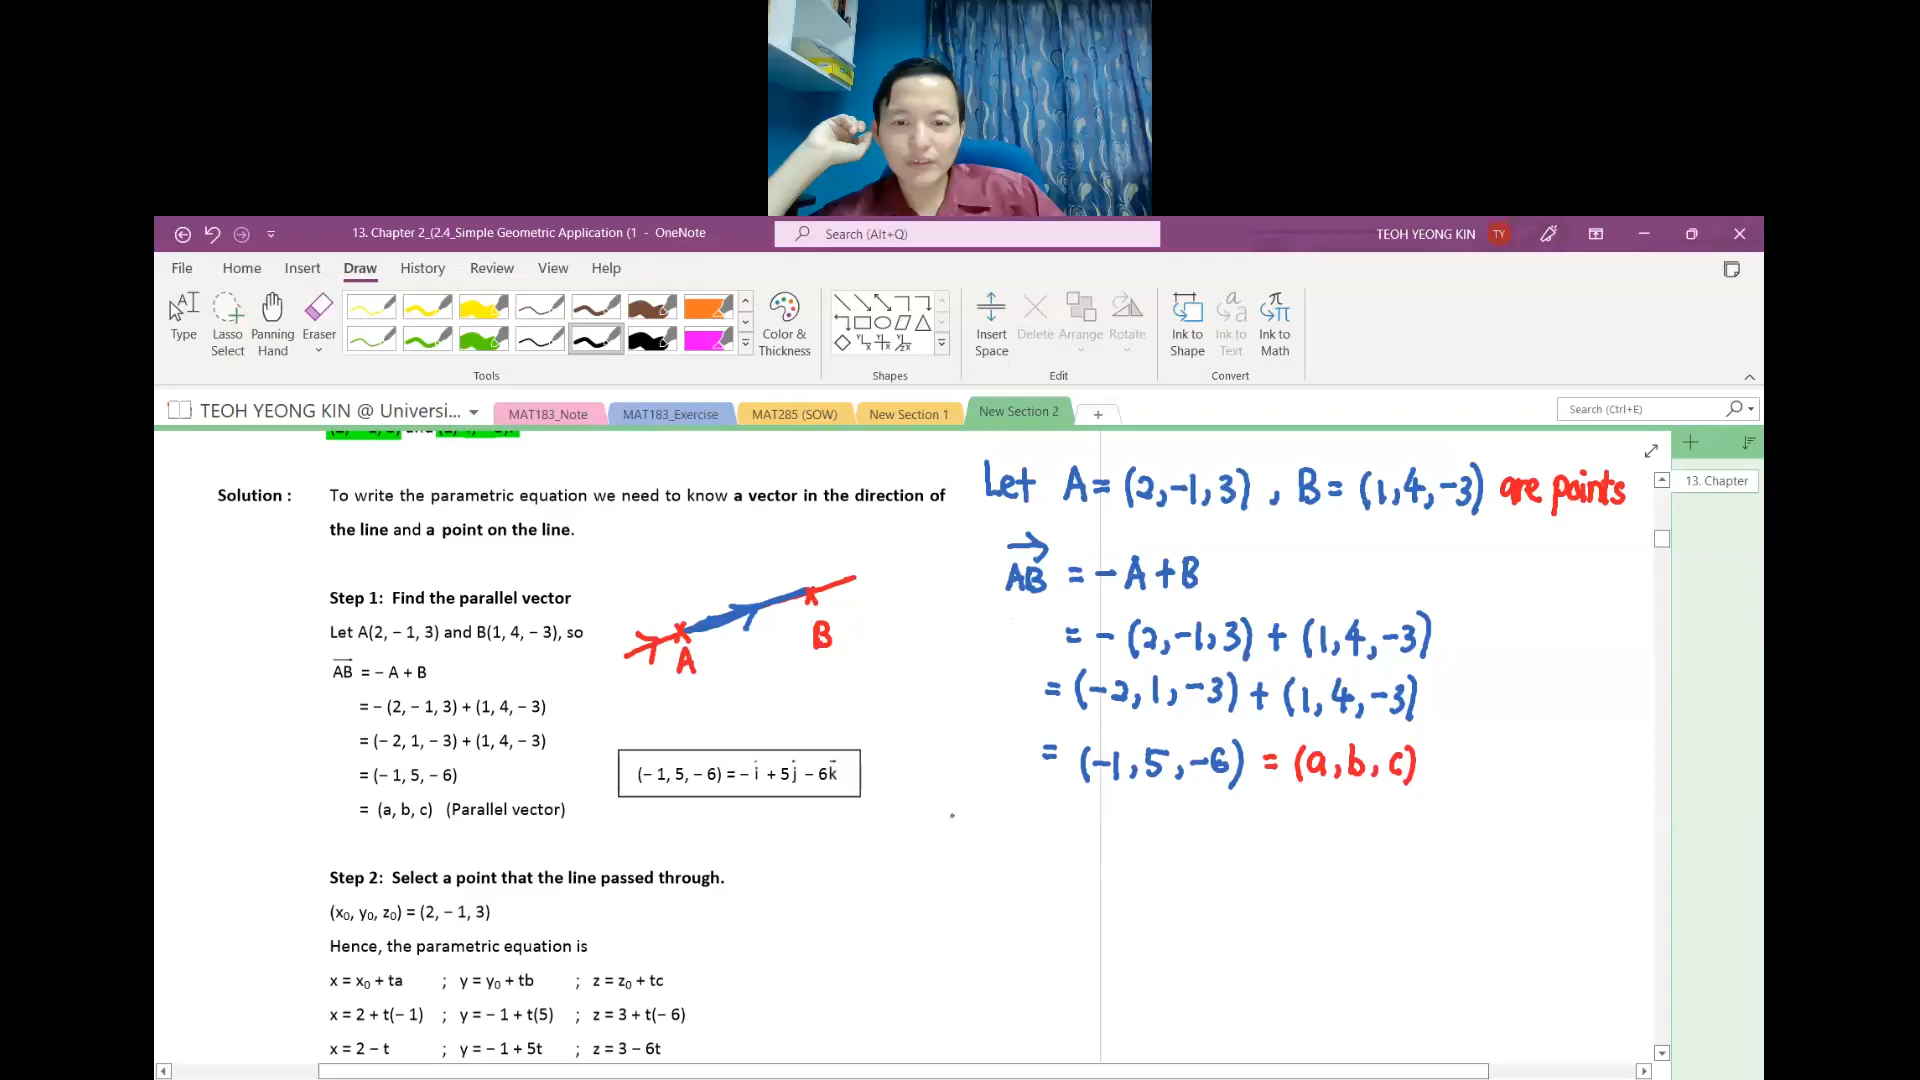 13. Chapter 2_(2.4_Simple Geometric Application (1 - OneNote
Search (Alt+Q)
TEOH YEONG KIN TY
File Home Insert Draw History Review View Help
Type
Lasso Select
Panning Hand
Eraser
Color & Thickness
Insert Space
Delete
Arrange
Rotate
Ink to Shape
Ink to Text
Ink to Math
Tools Shapes Edit Convert
TEOH YEONG KIN @ Universi...
MAT183_Note MAT183_Exercise MAT285 (SOW) New Section 1 New Section 2
Search (Ctrl+E)
13. Chapter
Solution : To write the parametric equation we need to know a vector in the direction of
the line and a point on the line.
Step 1: Find the parallel vector
Let A(2, − 1, 3) and B(1, 4, − 3), so
AB = − A + B
= − (2, − 1, 3) + (1, 4, − 3)
= (− 2, 1, − 3) + (1, 4, − 3)
= (− 1, 5, − 6)
= (a, b, c) (Parallel vector)
A
B
(− 1, 5, − 6) = − i + 5j − 6k
Step 2: Select a point that the line passed through.
(x₀, y₀, z₀) = (2, − 1, 3)
Hence, the parametric equation is
x = x₀ + ta ; y = y₀ + tb ; z = z₀ + tc
x = 2 + t(− 1) ; y = − 1 + t(5) ; z = 3 + t(− 6)
x = 2 − t ; y = − 1 + 5t ; z = 3 − 6t
Let A = (2, -1, 3) , B = (1, 4, -3) are points
AB = - A + B
= - (2, -1, 3) + (1, 4, -3)
= (-2, 1, -3) + (1, 4, -3)
= (-1, 5, -6) = (a, b, c)